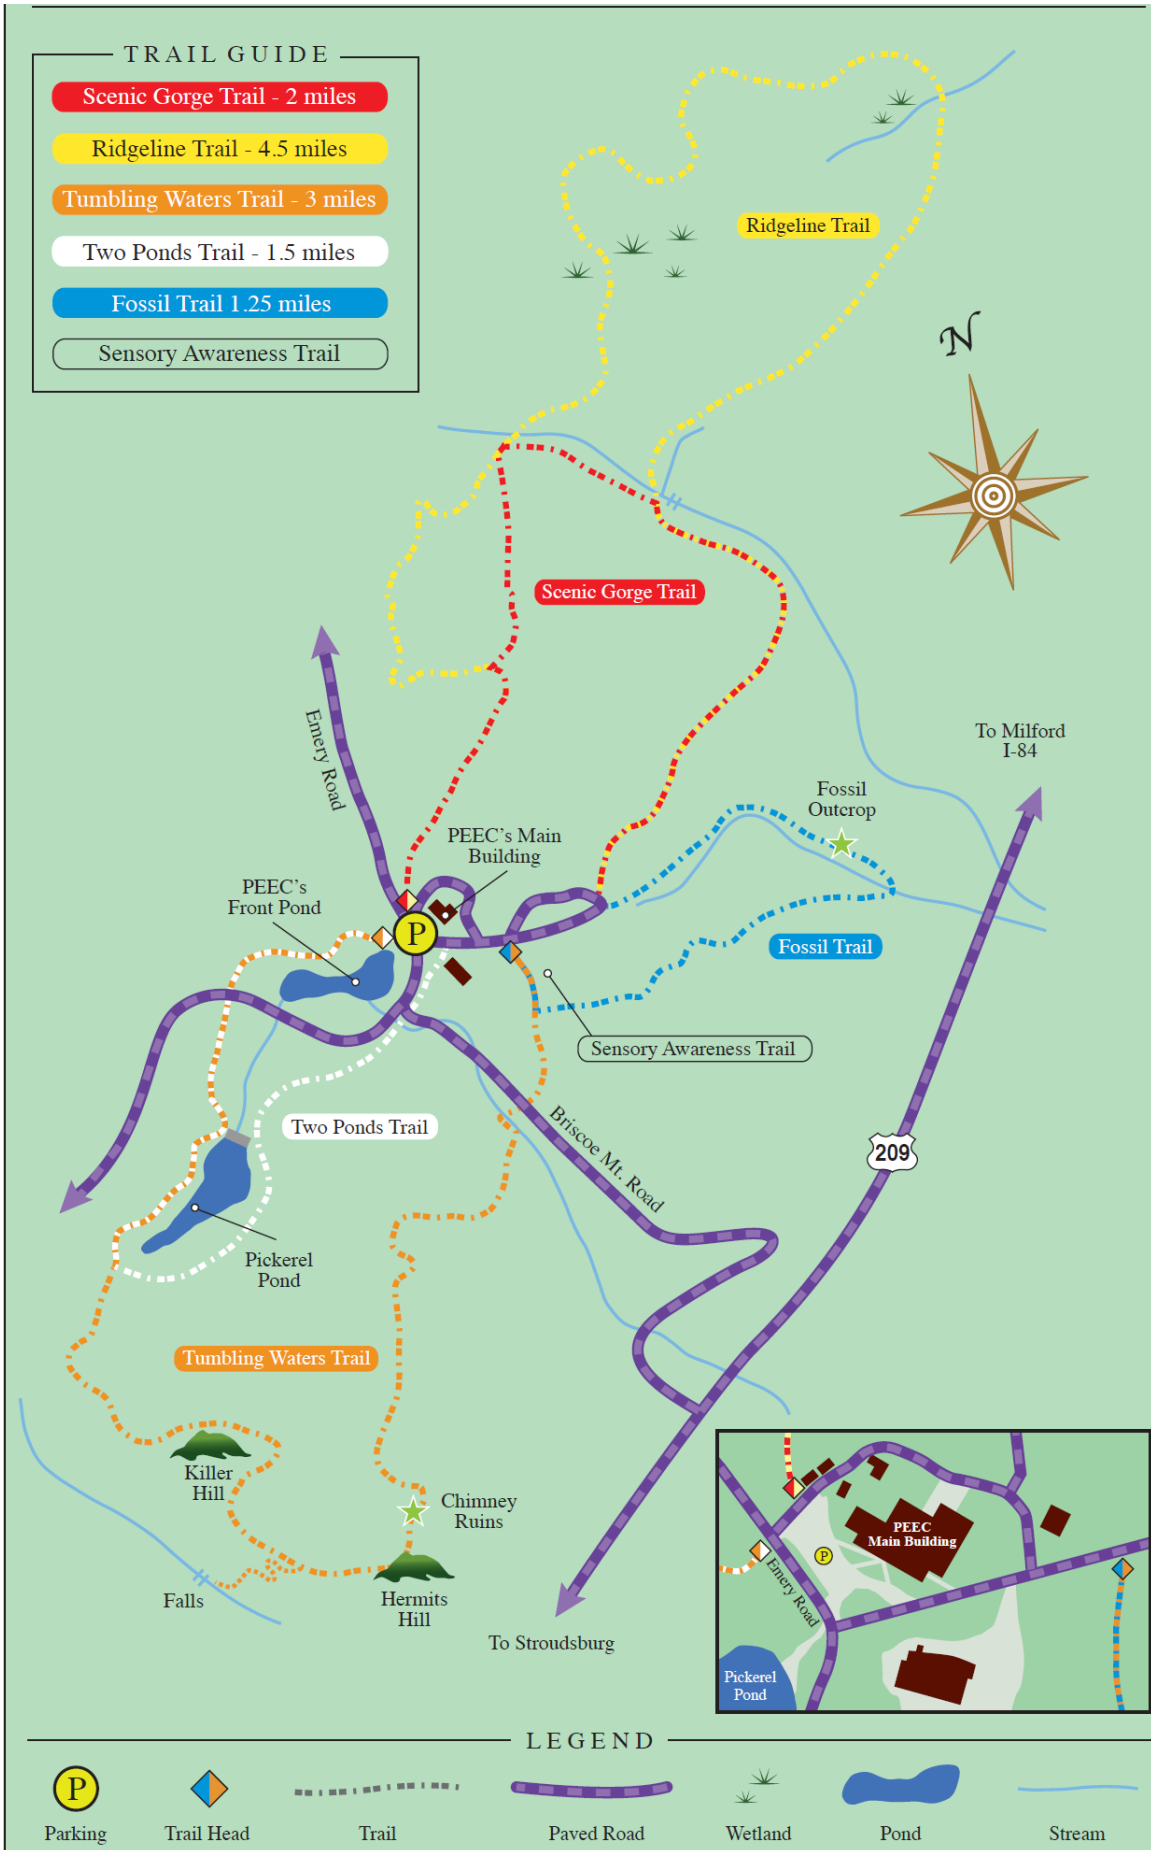 TRAIL GUIDE
Scenic Gorge Trail - 2 miles
Ridgeline Trail - 4.5 miles
Tumbling Waters Trail - 3 miles
Two Ponds Trail - 1.5 miles
Fossil Trail 1.25 miles
Sensory Awareness Trail
Ridgeline Trail
N
Scenic Gorge Trail
Emery Road
To Milford
I-84
Fossil
Outcrop
PEEC's Main
Building
PEEC's
Front Pond
P
Fossil Trail
Sensory Awareness Trail
Two Ponds Trail
Briscoe Mt. Road
209
Pickerel
Pond
Tumbling Waters Trail
Killer
Hill
Chimney
Ruins
Falls
Hermits
Hill
To Stroudsburg
PEEC
Main Building
P
Emery Road
Pickerel
Pond
LEGEND
P
Parking
Trail Head
Trail
Paved Road
Wetland
Pond
Stream